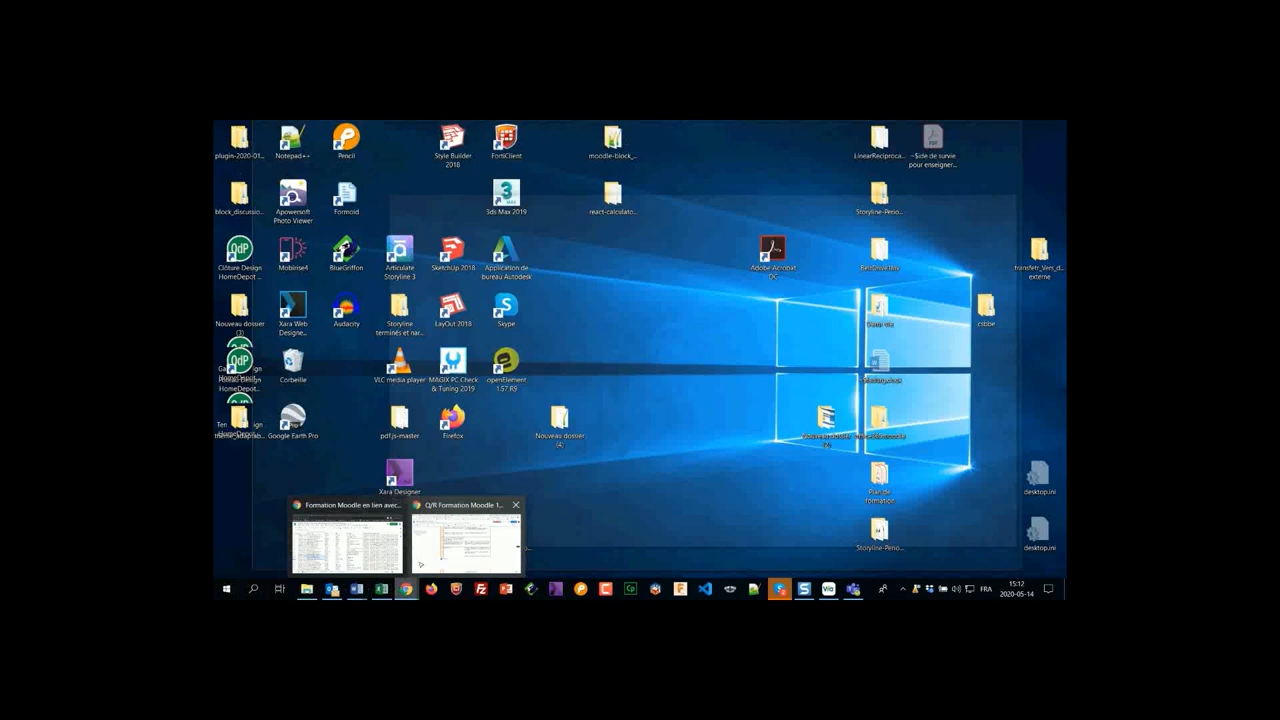 plugin-2020-01...
Notepad++
Pencil
Style Builder
2018
FortiClient
moodle-block_...
LinearReciproca...
~$ide de survie
pour enseigner...
block_discussio...
Apowersoft
Photo Viewer
Formoid
3ds Max 2019
react-calculato...
Storyline-Perio...
QdP
Clôture Design
HomeDepot ...
Mobirise4
BlueGriffon
Articulate
Storyline 3
SketchUp 2018
Application de
bureau Autodesk
Adobe Acrobat
DC
externe
Nouveau dossier
(3)
Xara Web
Designe...
Audacity
Storyline
terminés et nar...
LayOut 2018
Skype
csbbe
QdP
HomeDepot...
Corbeille
VLC media player
MAGIX PC Check
& Tuning 2019
openElement
1.57 R9
Google Earth Pro
pdf.js-master
Firefox
Nouveau dossier
(4)
Xara Designer
Plan de
formation
desktop.ini
Formation Moodle en lien avec...
Q/R Formation Moodle 1...
Storyline-Perio...
desktop.ini
Cp
Via
FRA
15:12
2020-05-14